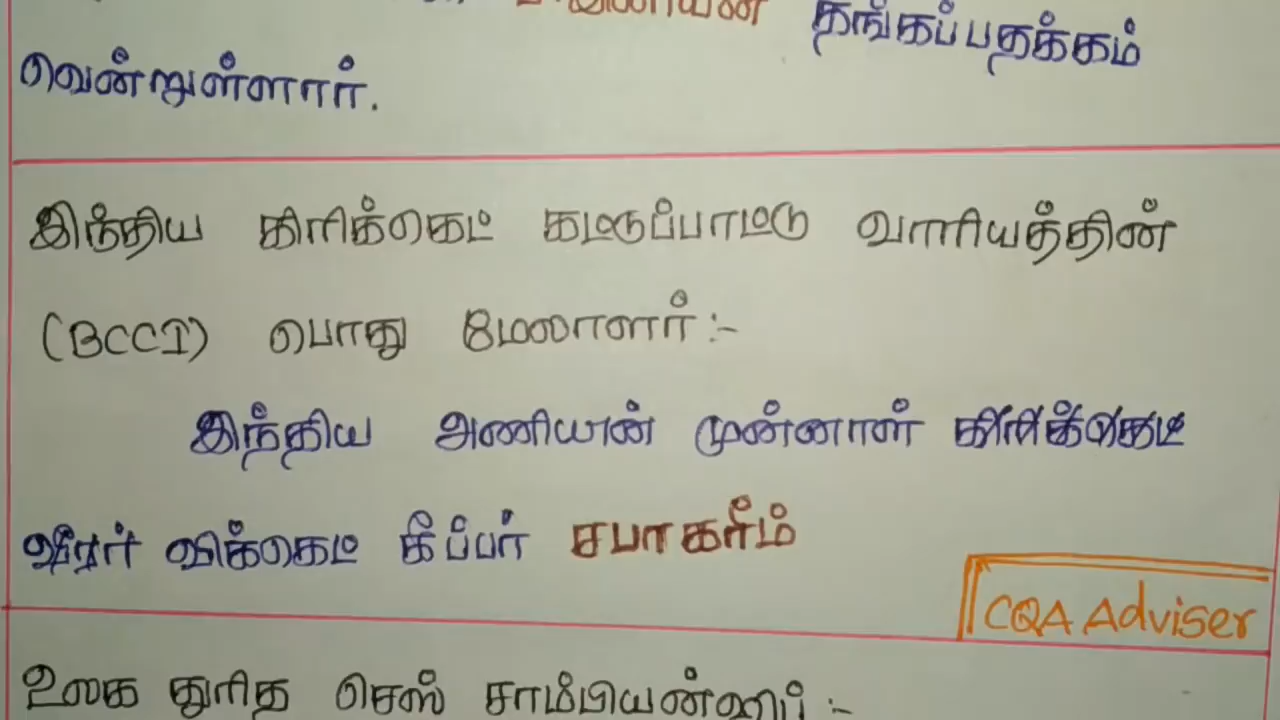 தங்கப்பதக்கம்
வென்றுள்ளார்.
இந்திய கிரிக்கெட் கட்டுப்பாட்டு வாரியத்தின்
(BCCI) பொது மேலாளர் :-
இந்திய அணியின் முன்னாள் கிரிக்கெட்
வீரர் விக்கெட் கீப்பர் சபாகரீம்
CQA Adviser
உலக துரித செஸ் சாம்பியன்ஷிப் :-